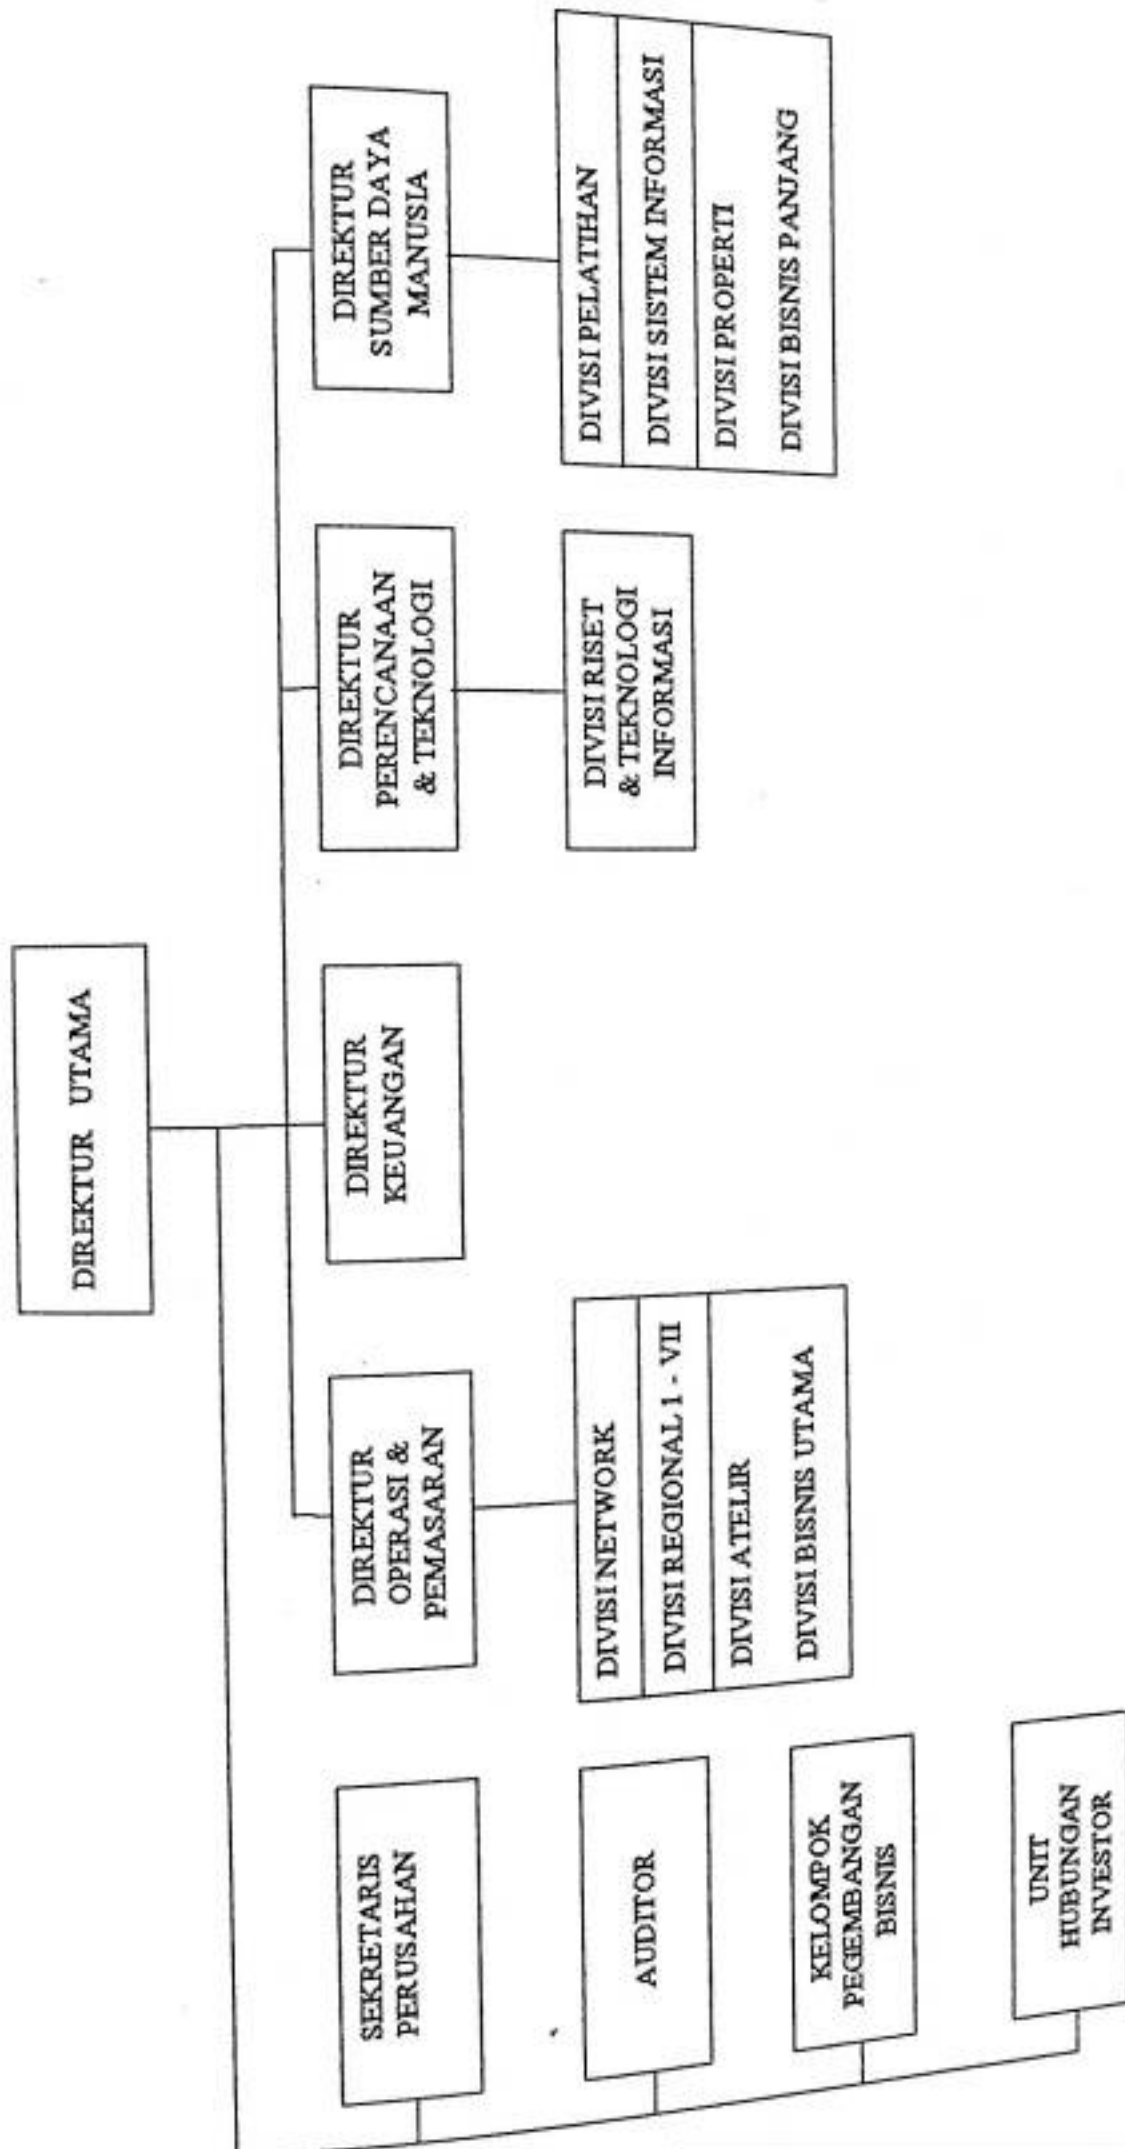 DIREKTUR UTAMA
SEKRETARIS
PERUSAHAN
AUDITOR
KELOMPOK
PEGEMBANGAN
BISNIS
UNIT
HUBUNGAN
INVESTOR
DIREKTUR
OPERASI &
PEMASARAN
DIVISI NETWORK
DIVISI REGIONAL 1 - VII
DIVISI ATELIR
DIVISI BISNIS UTAMA
DIREKTUR
KEUANGAN
DIREKTUR
PERENCANAAN
& TEKNOLOGI
DIVISI RISET
& TEKNOLOGI
INFORMASI
DIREKTUR
SUMBER DAYA
MANUSIA
DIVISI PELATIHAN
DIVISI SISTEM INFORMASI
DIVISI PROPERTI
DIVISI BISNIS PANJANG